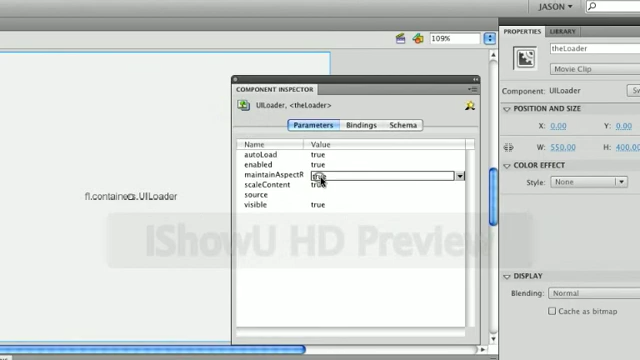 JASON
109%
PROPERTIES LIBRARY
theLoader
Movie Clip
Component: UILoader
COMPONENT INSPECTOR
UILoader, <theLoader>
Parameters Bindings Schema
Name Value
autoLoad true
enabled true
maintainAspectR
scaleContent true
source
visible true
fl.containers.UILoader
POSITION AND SIZE
X: 0.00 Y: 0.00
W: 550.00 H: 400.00
COLOR EFFECT
Style: None
IShowU HD Preview
DISPLAY
Blending: Normal
Cache as bitmap